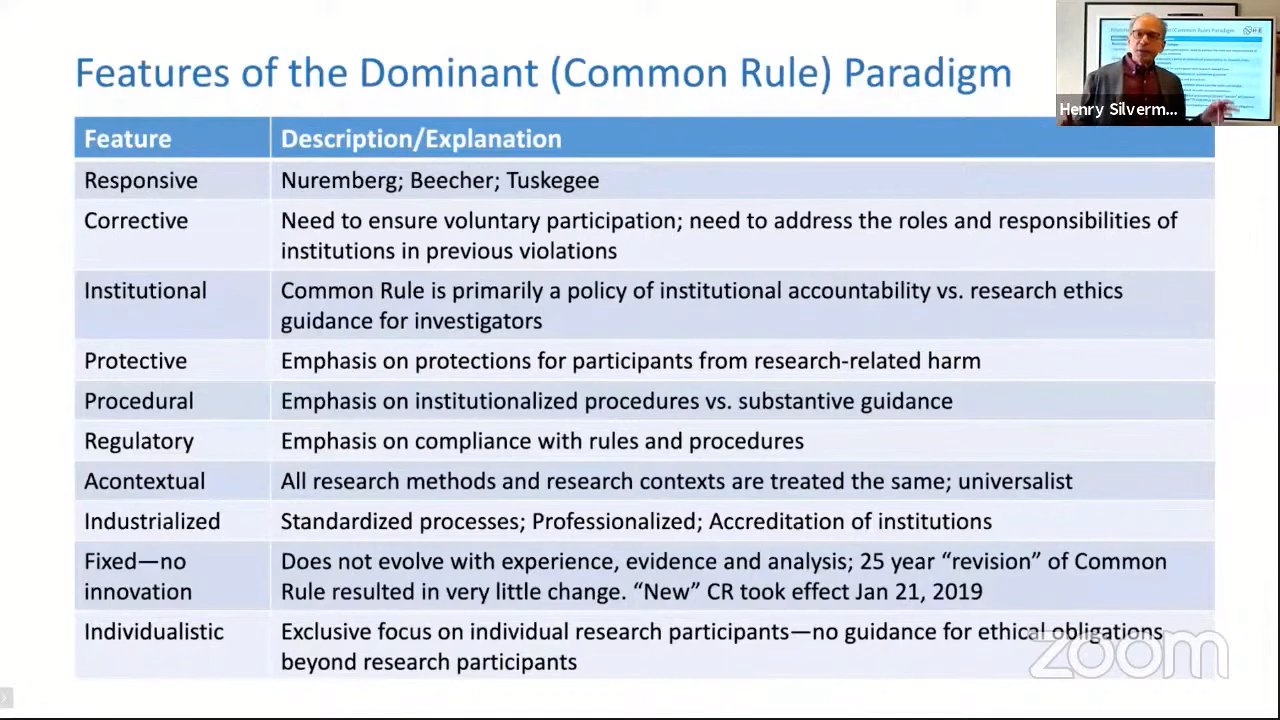 Features of the Dominant (Common Rule) Paradigm
Henry Silverm...
Feature Description/Explanation
Responsive Nuremberg; Beecher; Tuskegee
Corrective Need to ensure voluntary participation; need to address the roles and responsibilities of
institutions in previous violations
Institutional Common Rule is primarily a policy of institutional accountability vs. research ethics
guidance for investigators
Protective Emphasis on protections for participants from research-related harm
Procedural Emphasis on institutionalized procedures vs. substantive guidance
Regulatory Emphasis on compliance with rules and procedures
Acontextual All research methods and research contexts are treated the same; universalist
Industrialized Standardized processes; Professionalized; Accreditation of institutions
Fixed—no Does not evolve with experience, evidence and analysis; 25 year “revision” of Common
innovation Rule resulted in very little change. “New” CR took effect Jan 21, 2019
Individualistic Exclusive focus on individual research participants—no guidance for ethical obligations
beyond research participants
zoom